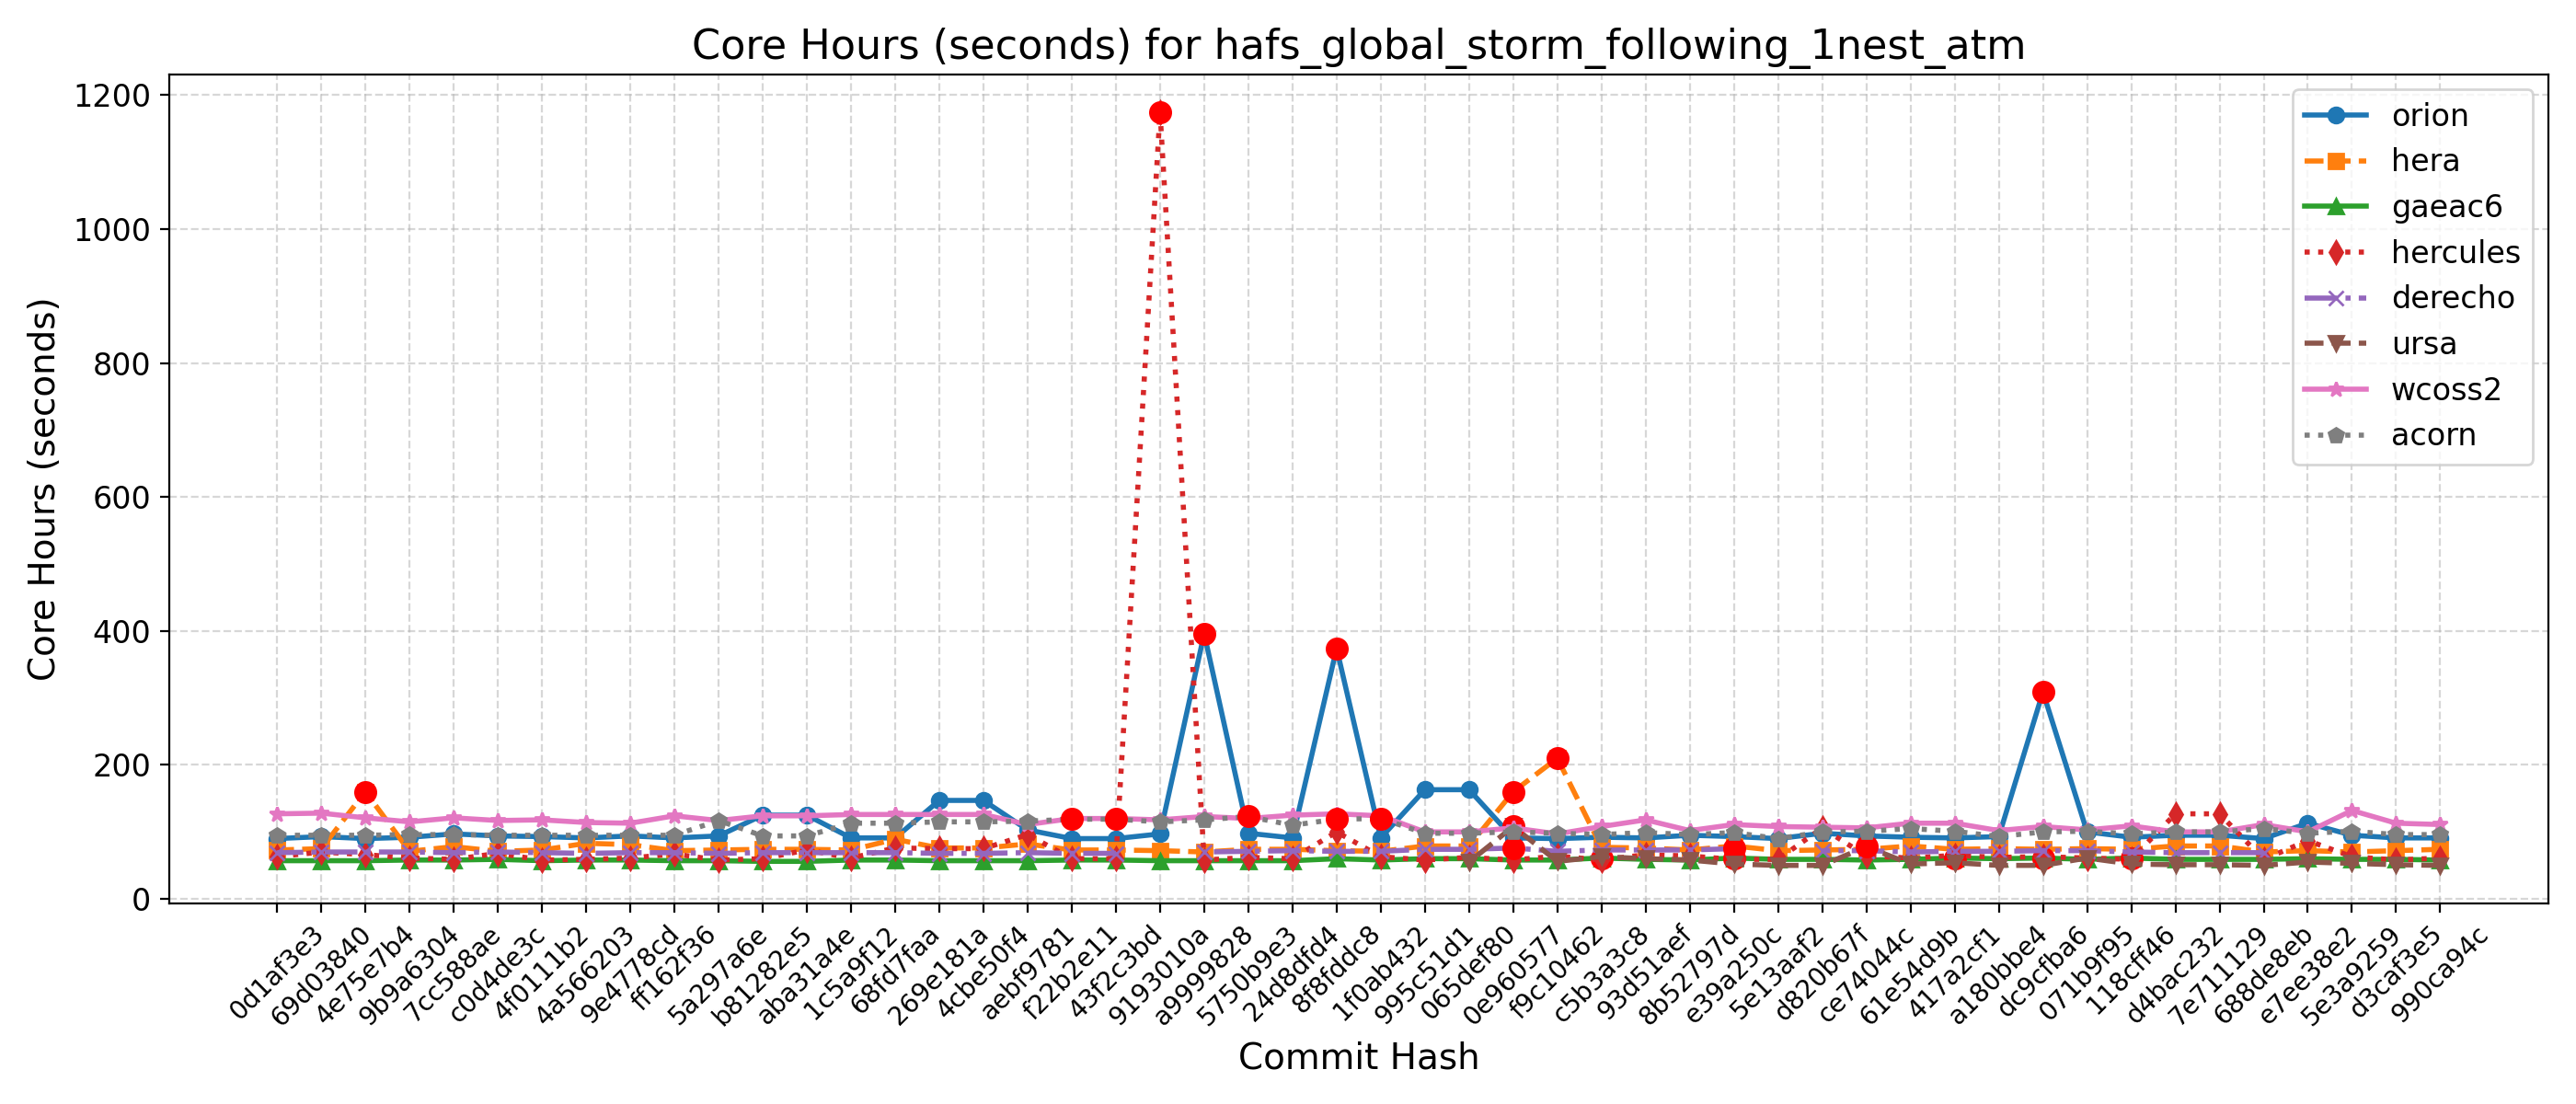 Core Hours (seconds) for hafs_global_storm_following_1nest_atm
Core Hours (seconds)
1200
1000
800
600
400
200
0
orion
hera
gaeac6
hercules
derecho
ursa
wcoss2
acorn
0d1af3e3
69d03840
4e75e7b4
9b9a6304
7cc588ae
c0d4de3c
4f0111b2
4a566203
9e4778cd
ff162f36
5a297a6e
b81282e5
aba31a4e
1c5a9f12
68fd7faa
269e181a
4cbe50f4
aebf9781
f22b2e11
43f2c3bd
9193010a
a9999828
5750b9e3
24d8dfd4
8f8fddc8
1f0ab432
995c51d1
065def80
0e960577
f9c10462
c5b3a3c8
93d51aef
8b52797d
e39a250c
5e13aaf2
d820b67f
ce74044c
61e54d9b
417a2cf1
a180bbe4
dc9cfba6
071b9f95
118cff46
d4bac232
7e711129
688de8eb
e7ee38e2
5e3a9259
d3caf3e5
990ca94c
Commit Hash